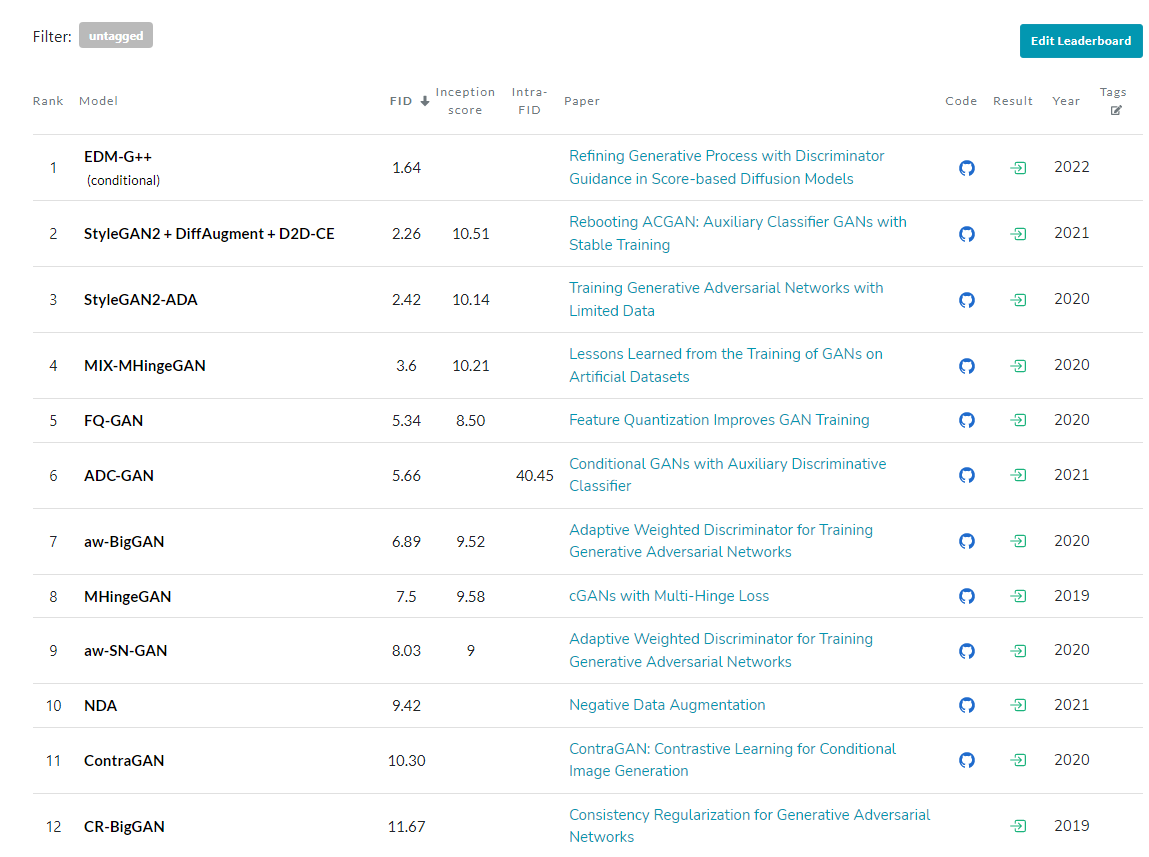 Filter: untagged
Edit Leaderboard
Rank Model FID Inception score Intra-FID Paper Code Result Year Tags
1 EDM-G++ (conditional) 1.64 Refining Generative Process with Discriminator Guidance in Score-based Diffusion Models 2022
2 StyleGAN2 + DiffAugment + D2D-CE 2.26 10.51 Rebooting ACGAN: Auxiliary Classifier GANs with Stable Training 2021
3 StyleGAN2-ADA 2.42 10.14 Training Generative Adversarial Networks with Limited Data 2020
4 MIX-MHingeGAN 3.6 10.21 Lessons Learned from the Training of GANs on Artificial Datasets 2020
5 FQ-GAN 5.34 8.50 Feature Quantization Improves GAN Training 2020
6 ADC-GAN 5.66 40.45 Conditional GANs with Auxiliary Discriminative Classifier 2021
7 aw-BigGAN 6.89 9.52 Adaptive Weighted Discriminator for Training Generative Adversarial Networks 2020
8 MHingeGAN 7.5 9.58 cGANs with Multi-Hinge Loss 2019
9 aw-SN-GAN 8.03 9 Adaptive Weighted Discriminator for Training Generative Adversarial Networks 2020
10 NDA 9.42 Negative Data Augmentation 2021
11 ContraGAN 10.30 ContraGAN: Contrastive Learning for Conditional Image Generation 2020
12 CR-BigGAN 11.67 Consistency Regularization for Generative Adversarial Networks 2019